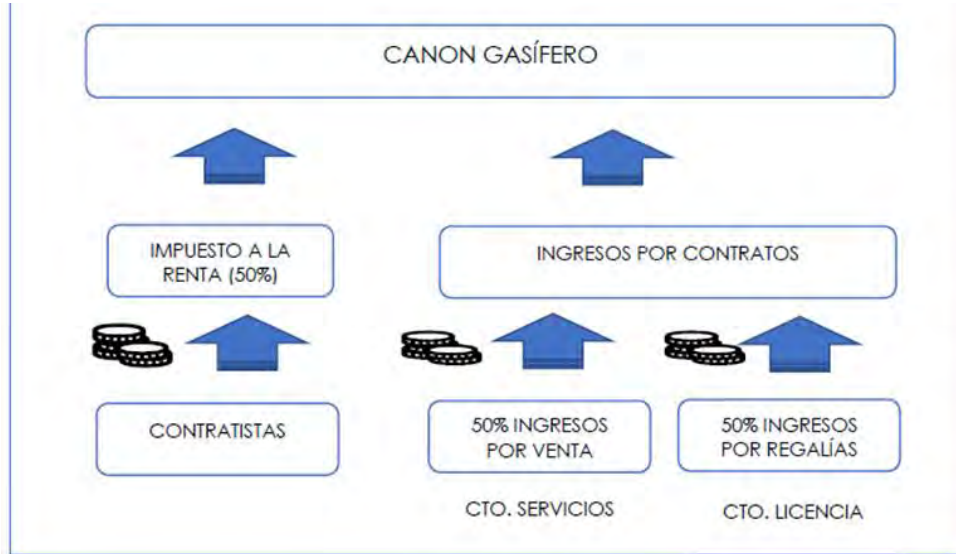 CANON GASÍFERO
IMPUESTO A LA
RENTA (50%)
INGRESOS POR CONTRATOS
CONTRATISTAS
50% INGRESOS
POR VENTA
50% INGRESOS
POR REGALÍAS
CTO. SERVICIOS
CTO. LICENCIA